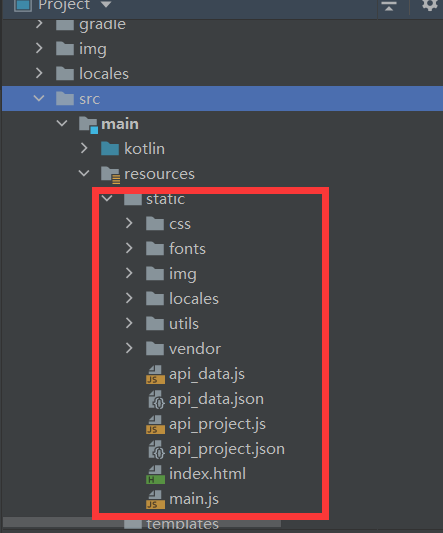 Project
gradle
img
locales
src
main
kotlin
resources
static
css
fonts
img
locales
utils
vendor
api_data.js
api_data.json
api_project.js
api_project.json
index.html
main.js
templates